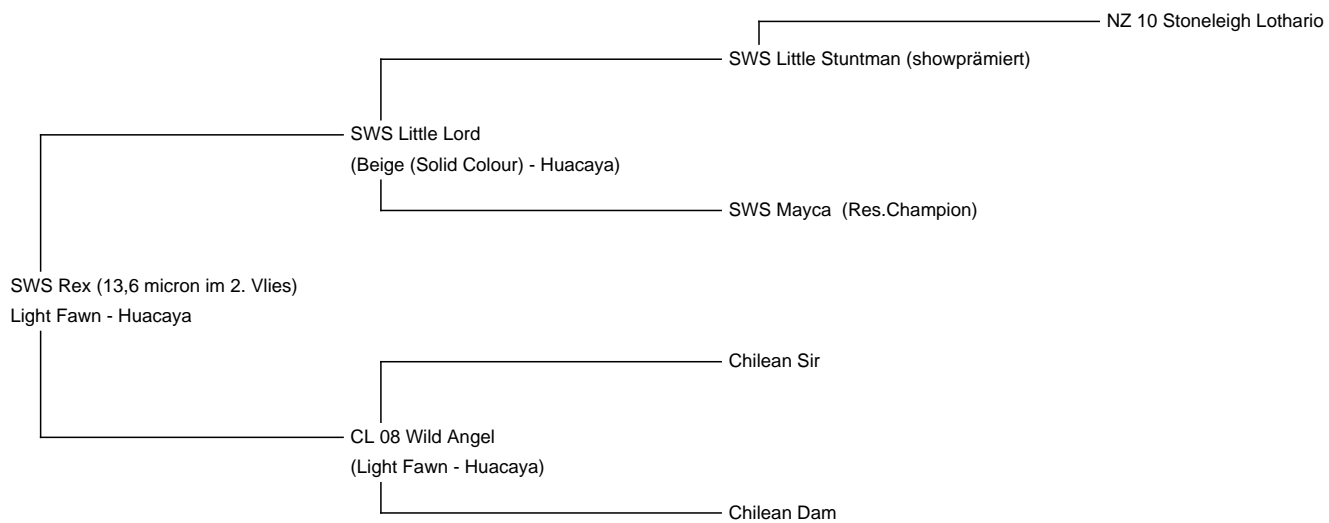 NZ 10 Stoneleigh Lothario
SWS Little Stuntman (showprämiert)
SWS Little Lord
(Beige (Solid Colour) - Huacaya)
SWS Mayca (Res.Champion)
SWS Rex (13,6 micron im 2. Vlies)
Light Fawn - Huacaya
Chilean Sir
CL 08 Wild Angel
(Light Fawn - Huacaya)
Chilean Dam